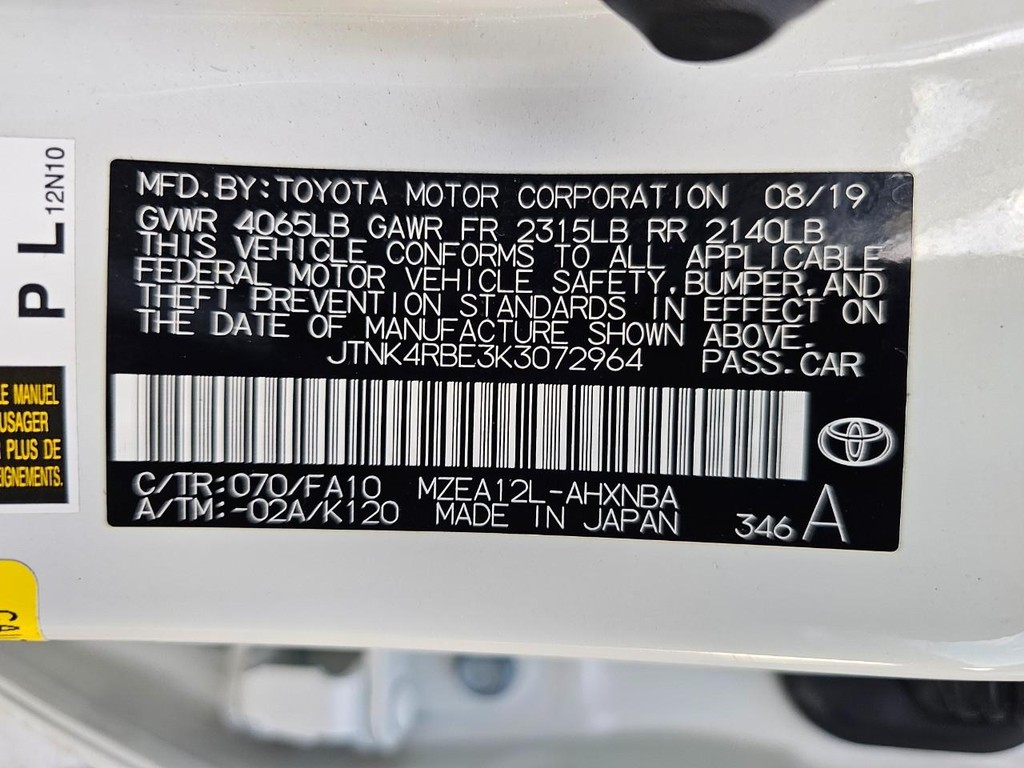 MFD.BY:TOYOTA MOTOR CORPORATION 08/19
GVWR 4065LB GAWR FR 2315LB RR 2140LB
THIS VEHICLE CONFORMS TO ALL APPLICABLE
FEDERAL MOTOR VEHICLE SAFETY,BUMPER,AND
THEFT PREVENTION STANDARDS IN EFFECT ON
THE DATE OF MANUFACTURE SHOWN ABOVE.
JTNK4RBE3K3072964 PASS.CAR
C/TR:070/FA10 MZEA12L-AHXNBA
A/TM:-02A/K120 MADE IN JAPAN 346 A
P L 12N10
LE MANUEL
USAGER
PLUS DE
EIGNEMENTS.